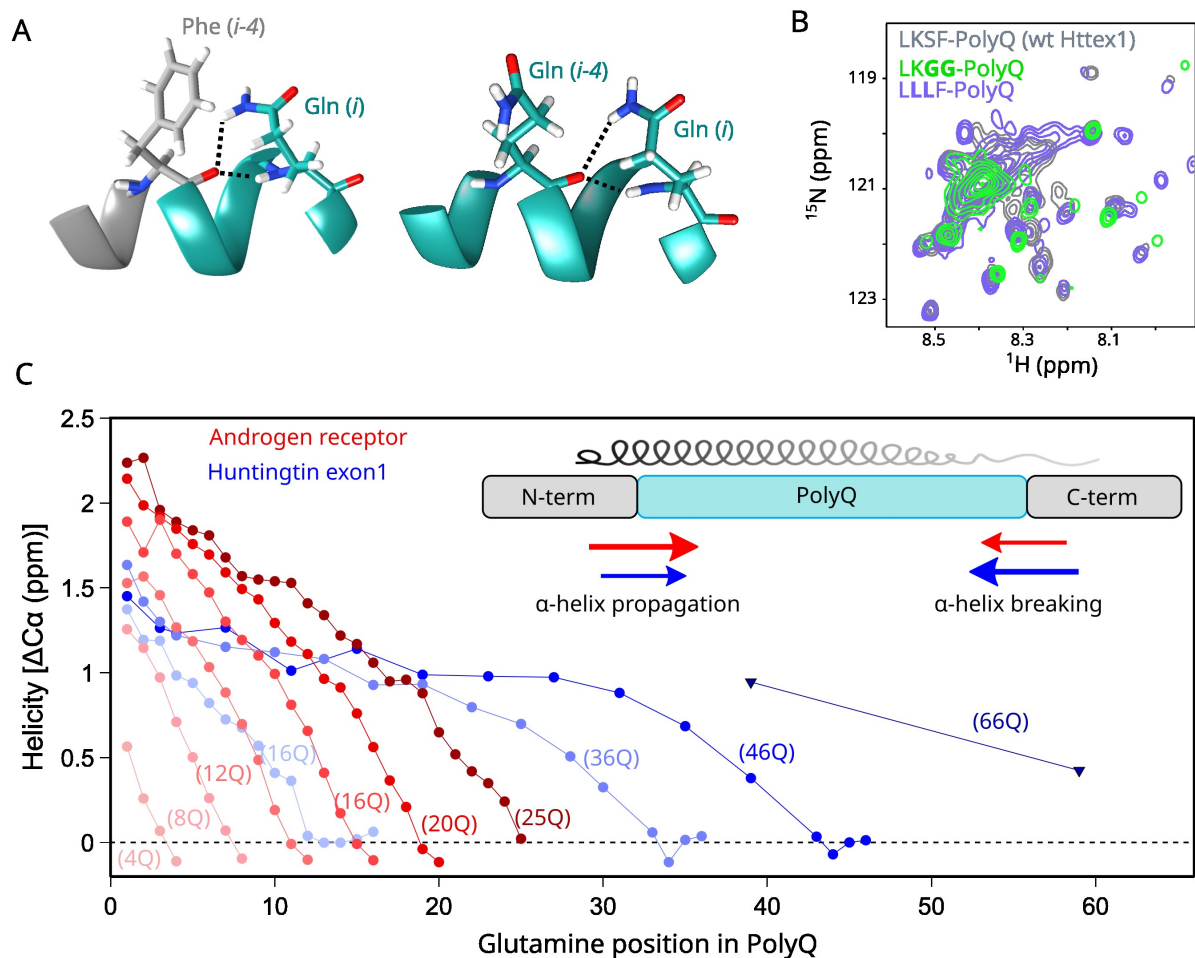 A
Phe (i-4)
Gln (i)
Gln (i-4)
Gln (i)
B
LKSF-PolyQ (wt Httex1)
LKGG-PolyQ
LLLF-PolyQ
119
121
123
15N (ppm)
8.5
8.3
8.1
1H (ppm)
C
Androgen receptor
Huntingtin exon1
N-term
PolyQ
C-term
α-helix propagation
α-helix breaking
2.5
2
1.5
1
0.5
0
Helicity [ΔCα (ppm)]
(4Q)
(8Q)
(12Q)
(16Q)
(16Q)
(20Q)
(25Q)
(36Q)
(46Q)
(66Q)
0
10
20
30
40
50
60
Glutamine position in PolyQ